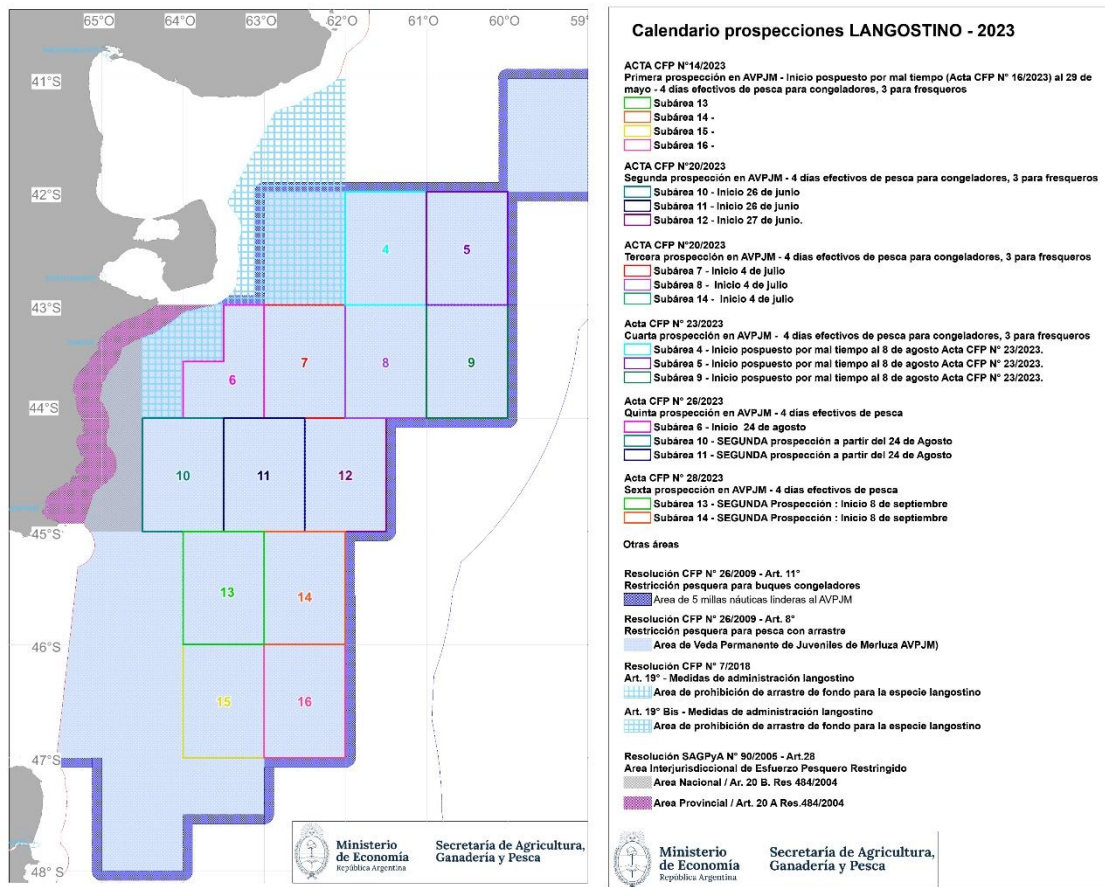 65°O 64°O 63°O 62°O 61°O 60°O 59°
41°S
42°S
43°S
44°S
45°S
46°S
47°S
48°S
4
5
6
7
8
9
10
11
12
13
14
15
16
Ministerio
de Economía
República Argentina
Secretaría de Agricultura,
Ganadería y Pesca
Calendario prospecciones LANGOSTINO - 2023
ACTA CFP N°14/2023
Primera prospección en AVPJM - Inicio pospuesto por mal tiempo (Acta CFP N° 16/2023) al 29 de
mayo - 4 días efectivos de pesca para congeladores, 3 para fresqueros
Subárea 13
Subárea 14 -
Subárea 15 -
Subárea 16 -
ACTA CFP N°20/2023
Segunda prospección en AVPJM - 4 días efectivos de pesca para congeladores, 3 para fresqueros
Subárea 10 - Inicio 26 de junio
Subárea 11 - Inicio 26 de junio
Subárea 12 - Inicio 27 de junio.
ACTA CFP N°20/2023
Tercera prospección en AVPJM - 4 días efectivos de pesca para congeladores, 3 para fresqueros
Subárea 7 - Inicio 4 de julio
Subárea 8 - Inicio 4 de julio
Subárea 14 - Inicio 4 de julio
Acta CFP N° 23/2023
Cuarta prospección en AVPJM - 4 días efectivos de pesca para congeladores, 3 para fresqueros
Subárea 4 - Inicio pospuesto por mal tiempo al 8 de agosto Acta CFP N° 23/2023.
Subárea 5 - Inicio pospuesto por mal tiempo al 8 de agosto Acta CFP N° 23/2023.
Subárea 9 - Inicio pospuesto por mal tiempo al 8 de agosto Acta CFP N° 23/2023.
Acta CFP N° 26/2023
Quinta prospección en AVPJM - 4 días efectivos de pesca
Subárea 6 - Inicio 24 de agosto
Subárea 10 - SEGUNDA prospección a partir del 24 de Agosto
Subárea 11 - SEGUNDA prospección a partir del 24 de Agosto
Acta CFP N° 28/2023
Sexta prospección en AVPJM - 4 días efectivos de pesca
Subárea 13 - SEGUNDA Prospección : Inicio 8 de septiembre
Subárea 14 - SEGUNDA Prospección : Inicio 8 de septiembre
Otras áreas
Resolución CFP N° 26/2009 - Art. 11°
Restricción pesquera para buques congeladores
Area de 5 millas náuticas linderas al AVPJM
Resolución CFP N° 26/2009 - Art. 8°
Restricción pesquera para pesca con arrastre
Area de Veda Permanente de Juveniles de Merluza AVPJM)
Resolución CFP N° 7/2018
Art. 19° - Medidas de administración langostino
Area de prohibición de arrastre de fondo para la especie langostino
Art. 19° Bis - Medidas de administración langostino
Area de prohibición de arrastre de fondo para la especie langostino
Resolución SAGPyA N° 90/2005 - Art.28
Area Interjurisdiccional de Esfuerzo Pesquero Restringido
Area Nacional / Ar. 20 B. Res 484/2004
Area Provincial / Art. 20 A Res.484/2004
Ministerio
de Economía
República Argentina
Secretaría de Agricultura,
Ganadería y Pesca